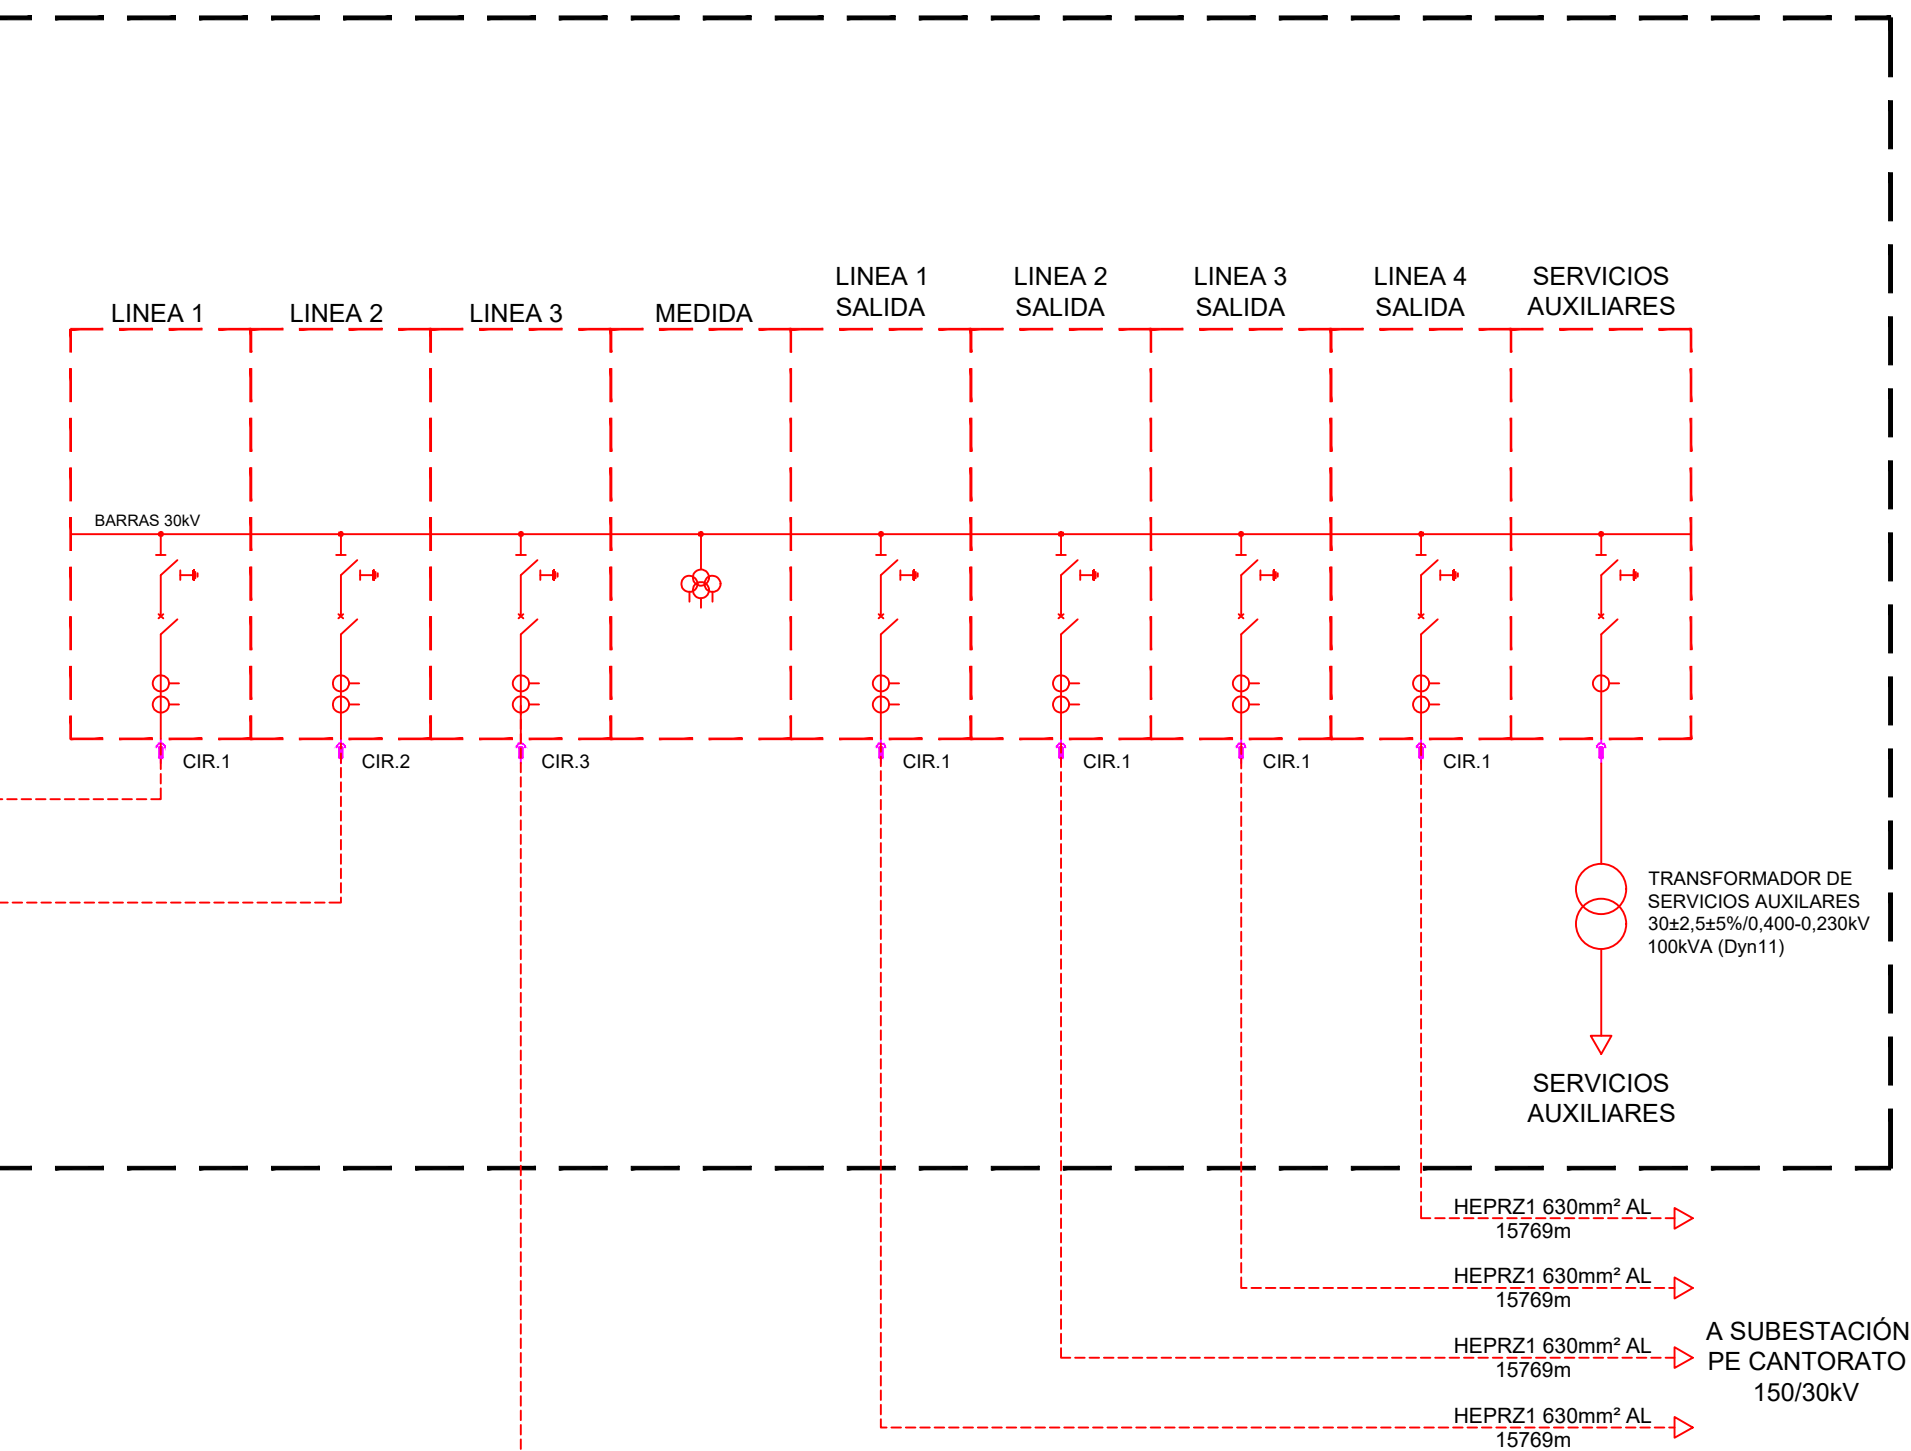 LINEA 1
LINEA 2
LINEA 3
MEDIDA
LINEA 1
SALIDA
LINEA 2
SALIDA
LINEA 3
SALIDA
LINEA 4
SALIDA
SERVICIOS
AUXILIARES
BARRAS 30kV
CIR.1
CIR.2
CIR.3
CIR.1
CIR.1
CIR.1
CIR.1
TRANSFORMADOR DE
SERVICIOS AUXILARES
30±2,5±5%/0,400-0,230kV
100kVA (Dyn11)
SERVICIOS
AUXILIARES
HEPRZ1 630mm² AL
15769m
HEPRZ1 630mm² AL
15769m
HEPRZ1 630mm² AL
15769m
HEPRZ1 630mm² AL
15769m
A SUBESTACIÓN
PE CANTORATO
150/30kV